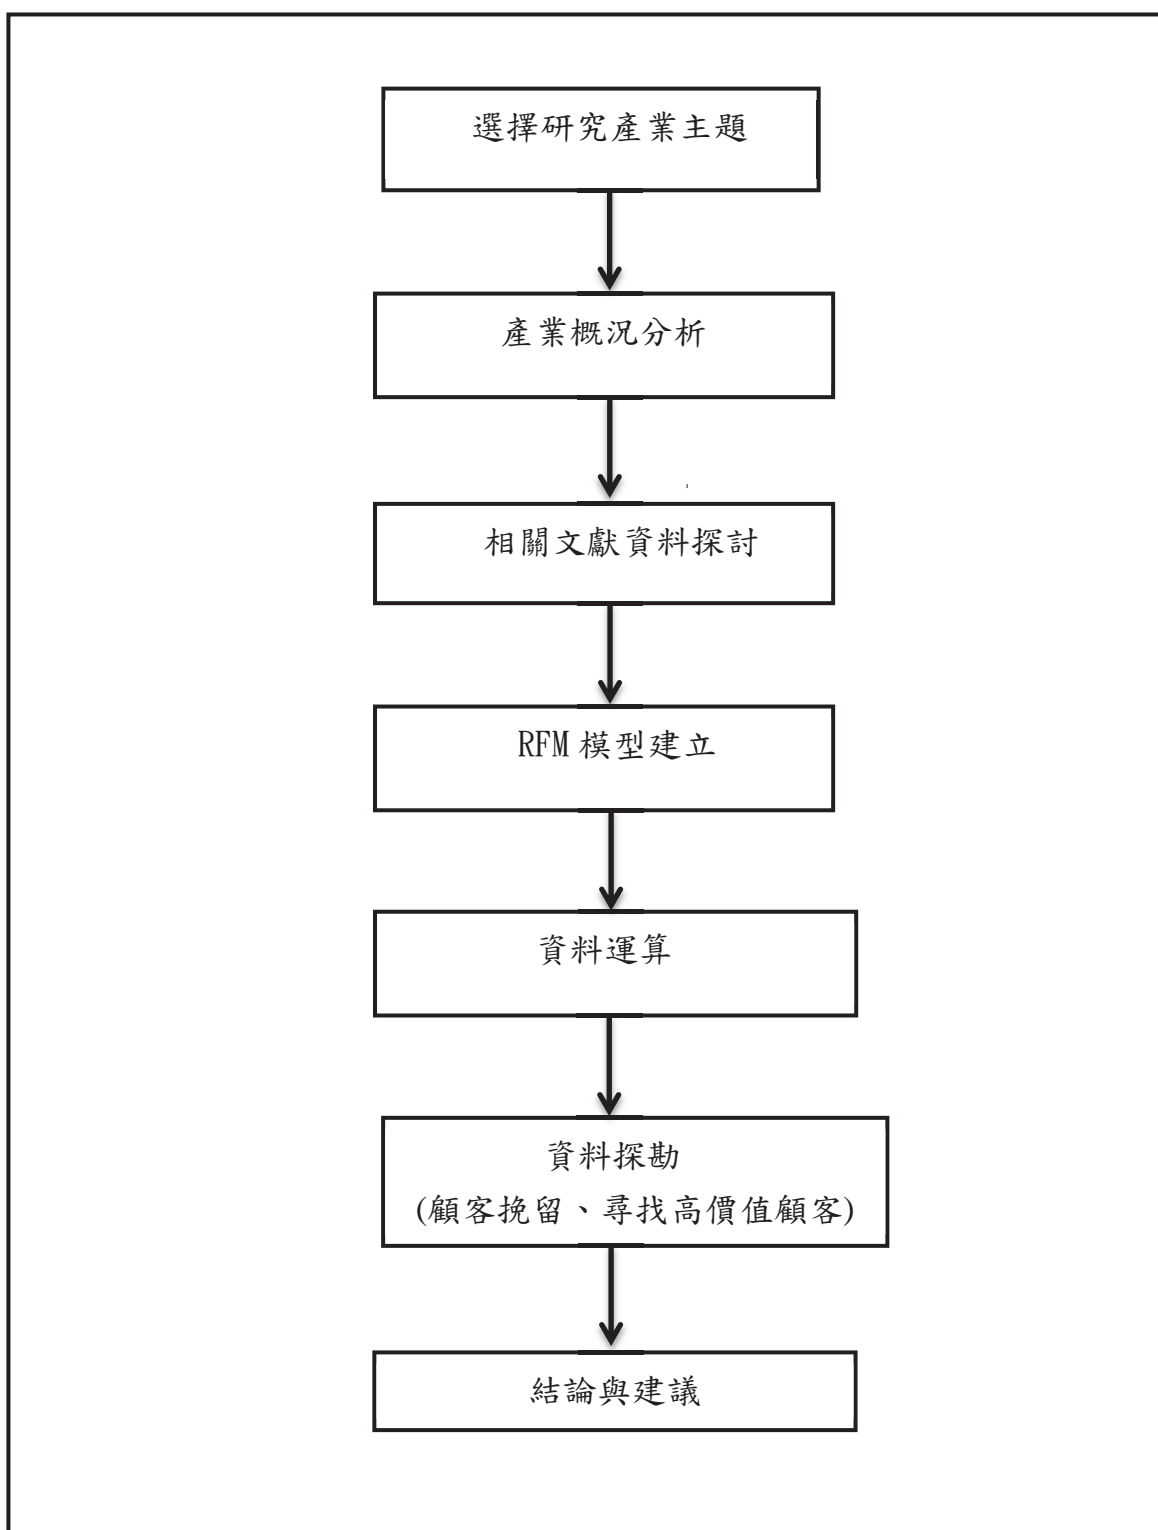 選擇研究產業主題
產業概況分析
相關文獻資料探討
RFM 模型建立
資料運算
資料探勘
(顧客挽留、尋找高價值顧客)
結論與建議